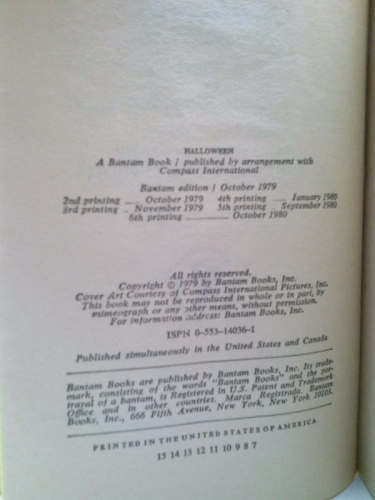 HALLOWEEN
A Bantam Book / published by arrangement with
Compass International
Bantam edition / October 1979
2nd printing __ October 1979 4th printing __ January 1980
3rd printing _ November 1979 5th printing _ September 1980
6th printing ______ October 1980
All rights reserved.
Copyright © 1979 by Bantam Books, Inc.
Cover Art Courtesy of Compass International Pictures, Inc.
This book may not be reproduced in whole or in part, by
mimeograph or any other means, without permission.
For information address: Bantam Books, Inc.
ISBN 0-553-14036-1
Published simultaneously in the United States and Canada
Bantam Books are published by Bantam Books, Inc. Its trade-
mark, consisting of the words "Bantam Books" and the por-
trayal of a bantam, is Registered in U.S. Patent and Trademark
Office and in other countries. Marca Registrada. Bantam
Books, Inc., 666 Fifth Avenue, New York, New York 10103.
PRINTED IN THE UNITED STATES OF AMERICA
15 14 13 12 11 10 9 8 7